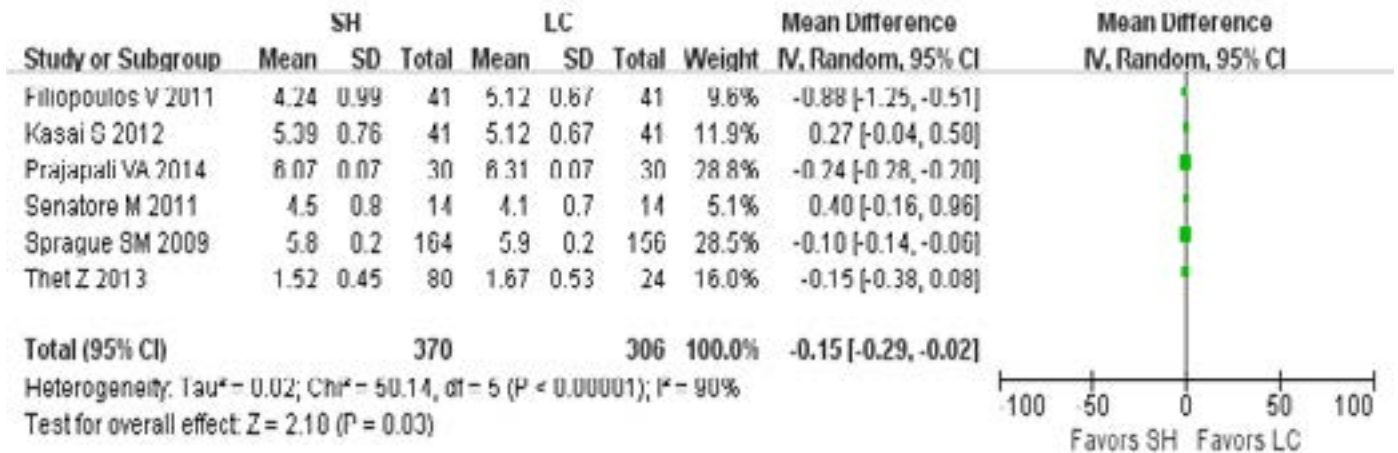 SH LC Mean Difference Mean Difference
Study or Subgroup Mean SD Total Mean SD Total Weight IV, Random, 95% CI IV, Random, 95% CI
Filiopoulos V 2011 4.24 0.99 41 5.12 0.67 41 9.6% -0.88 [-1.25, -0.51]
Kasai S 2012 5.39 0.76 41 5.12 0.67 41 11.9% 0.27 [-0.04, 0.58]
Prajapali VA 2014 6.07 0.07 30 6.31 0.07 30 28.8% -0.24 [-0.28, -0.20]
Senatore M 2011 4.5 0.8 14 4.1 0.7 14 5.1% 0.40 [-0.16, 0.96]
Sprague SM 2009 5.8 0.2 164 5.9 0.2 156 28.5% -0.10 [-0.14, -0.06]
Thet Z 2013 1.52 0.45 80 1.67 0.53 24 16.0% -0.15 [-0.38, 0.08]
Total (95% CI) 370 306 100.0% -0.15 [-0.29, -0.02]
Heterogeneity: Tau² = 0.02; Chi² = 50.14, df = 5 (P < 0.00001); I² = 90%
Test for overall effect: Z = 2.18 (P = 0.03)
-100 -50 0 50 100
Favors SH Favors LC